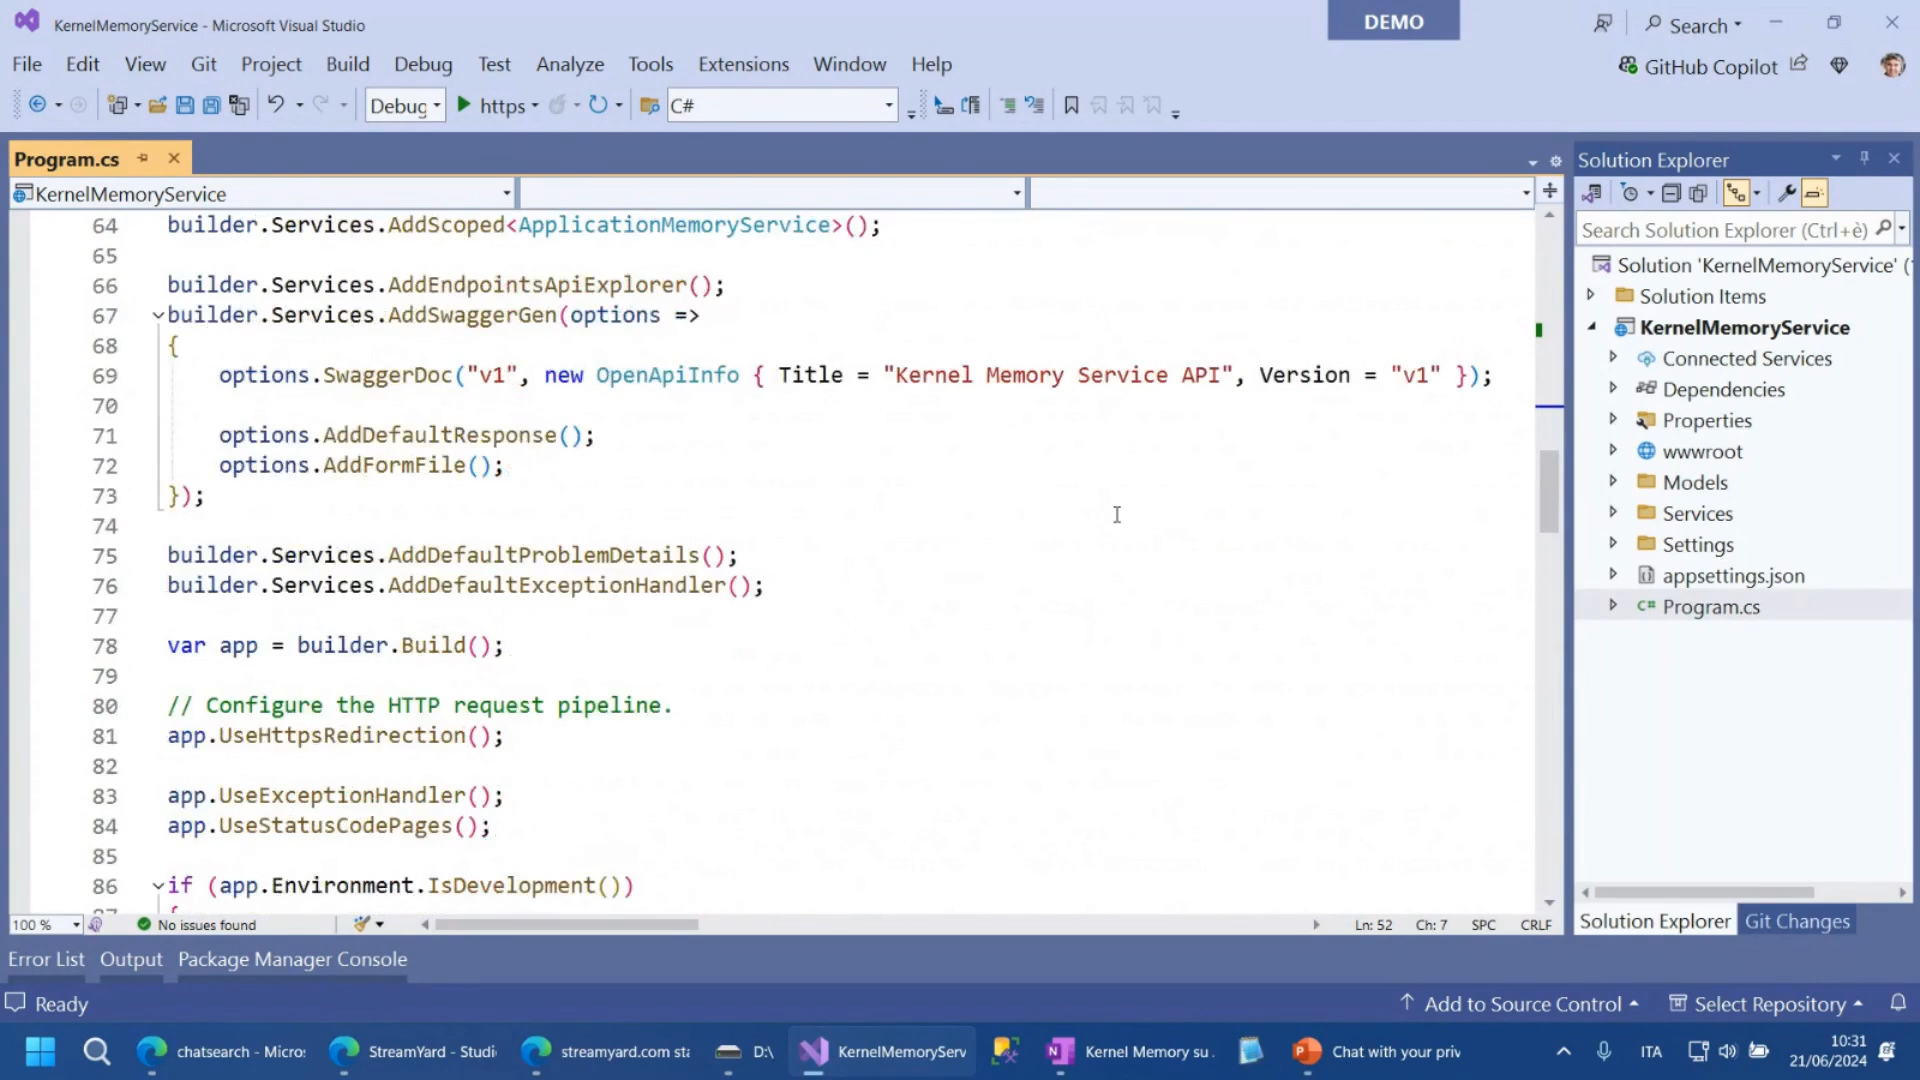 KernelMemoryService - Microsoft Visual Studio
DEMO
Search
File Edit View Git Project Build Debug Test Analyze Tools Extensions Window Help
GitHub Copilot
Debug https C#
Program.cs
Solution Explorer
KernelMemoryService
Search Solution Explorer (Ctrl+è)
64 builder.Services.AddScoped<ApplicationMemoryService>();
65
66 builder.Services.AddEndpointsApiExplorer();
67 builder.Services.AddSwaggerGen(options =>
68 {
69 options.SwaggerDoc("v1", new OpenApiInfo { Title = "Kernel Memory Service API", Version = "v1" });
70
71 options.AddDefaultResponse();
72 options.AddFormFile();
73 });
74
75 builder.Services.AddDefaultProblemDetails();
76 builder.Services.AddDefaultExceptionHandler();
77
78 var app = builder.Build();
79
80 // Configure the HTTP request pipeline.
81 app.UseHttpsRedirection();
82
83 app.UseExceptionHandler();
84 app.UseStatusCodePages();
85
86 if (app.Environment.IsDevelopment())
Solution 'KernelMemoryService' (
Solution Items
KernelMemoryService
Connected Services
Dependencies
Properties
wwwroot
Models
Services
Settings
appsettings.json
C# Program.cs
100 % No issues found Ln: 52 Ch: 7 SPC CRLF
Solution Explorer Git Changes
Error List Output Package Manager Console
Ready
Add to Source Control Select Repository
chatsearch - Micros
StreamYard - Studi
streamyard.com sta
D:\
KernelMemoryServ
Kernel Memory su
Chat with your priv
ITA
10:31
21/06/2024